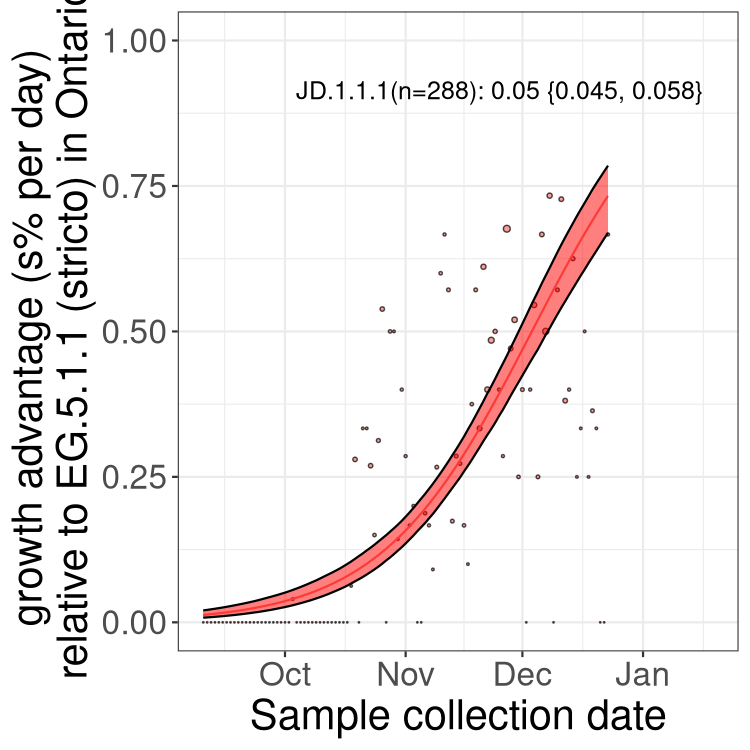 growth advantage (s% per day)
relative to EG.5.1.1 (stricto) in Ontario
1.00
0.75
0.50
0.25
0.00
JD.1.1.1(n=288): 0.05 {0.045, 0.058}
Oct Nov Dec Jan
Sample collection date